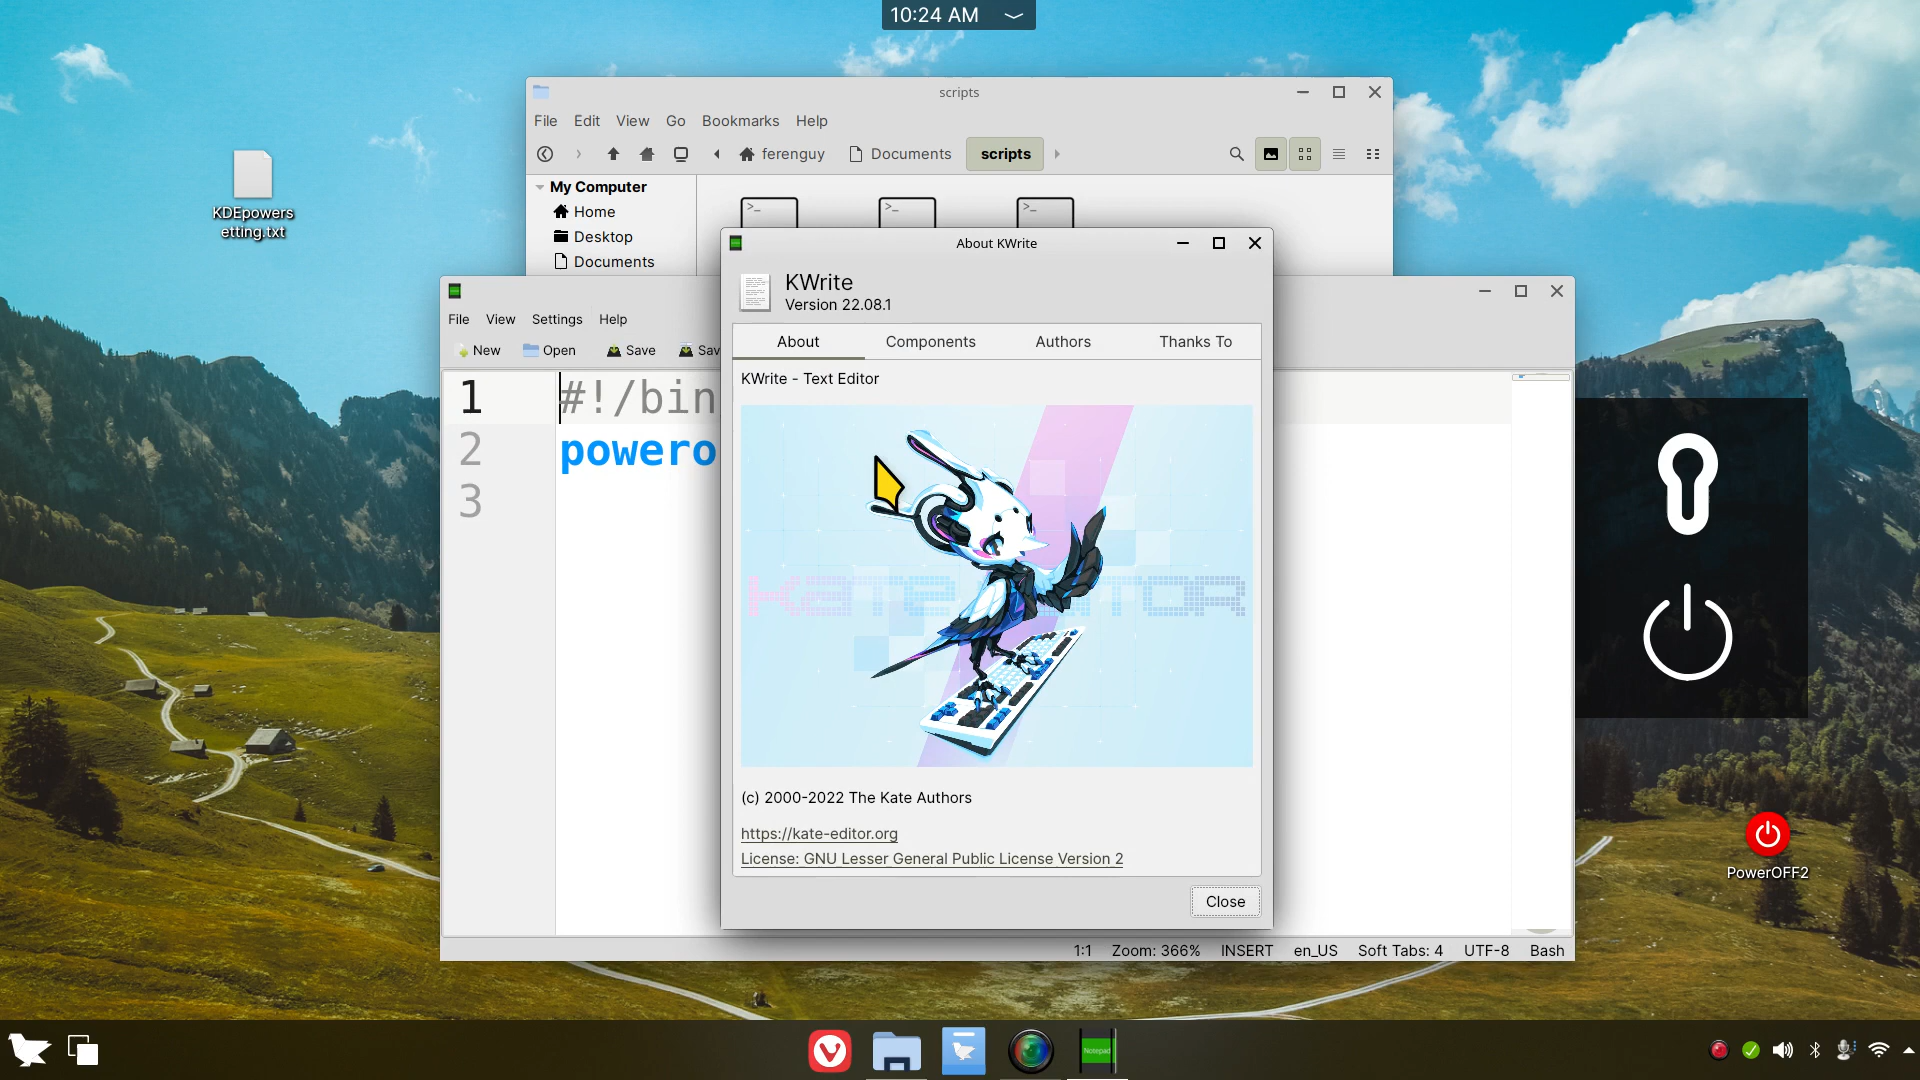 10:24 AM
KDEpowers
etting.txt
scripts
File Edit View Go Bookmarks Help
ferenguy Documents scripts
My Computer
Home
Desktop
Documents
>_ >_ >_
About KWrite
KWrite
Version 22.08.1
About Components Authors Thanks To
KWrite - Text Editor
(c) 2000-2022 The Kate Authors
https://kate-editor.org
License: GNU Lesser General Public License Version 2
Close
File View Settings Help
New Open Save Sav
1 #!/bin
2 powero
3
1:1 Zoom: 366% INSERT en_US Soft Tabs: 4 UTF-8 Bash
PowerOFF2
Notepad